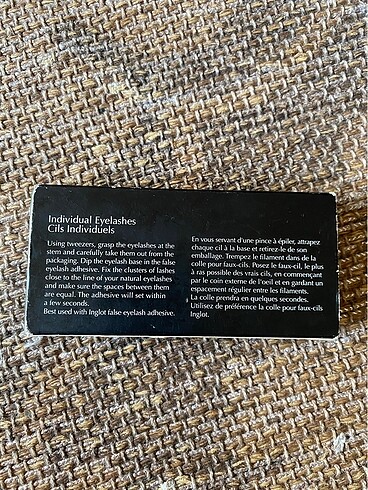 Individual Eyelashes
Cils Individuels
Using tweezers, grasp the eyelashes at the
stem and carefully take them out from the
packaging. Dip the eyelash base in the false
eyelash adhesive. Fix the clusters of lashes
close to the line of your natural eyelashes
and make sure the spaces between them
are equal. The adhesive will set within
a few seconds.
Best used with Inglot false eyelash adhesive.
En vous servant d'une pince à épiler, attrapez
chaque cil à la base et retirez-le de son
emballage. Trempez le filament dans de la
colle pour faux-cils. Posez le faux-cil, le plus
à ras possible des vrais cils, en commençant
par le coin externe de l'oeil et en gardant un
espacement régulier entre les filaments.
La colle prendra en quelques secondes.
Utilisez de préférence la colle pour faux-cils
Inglot.